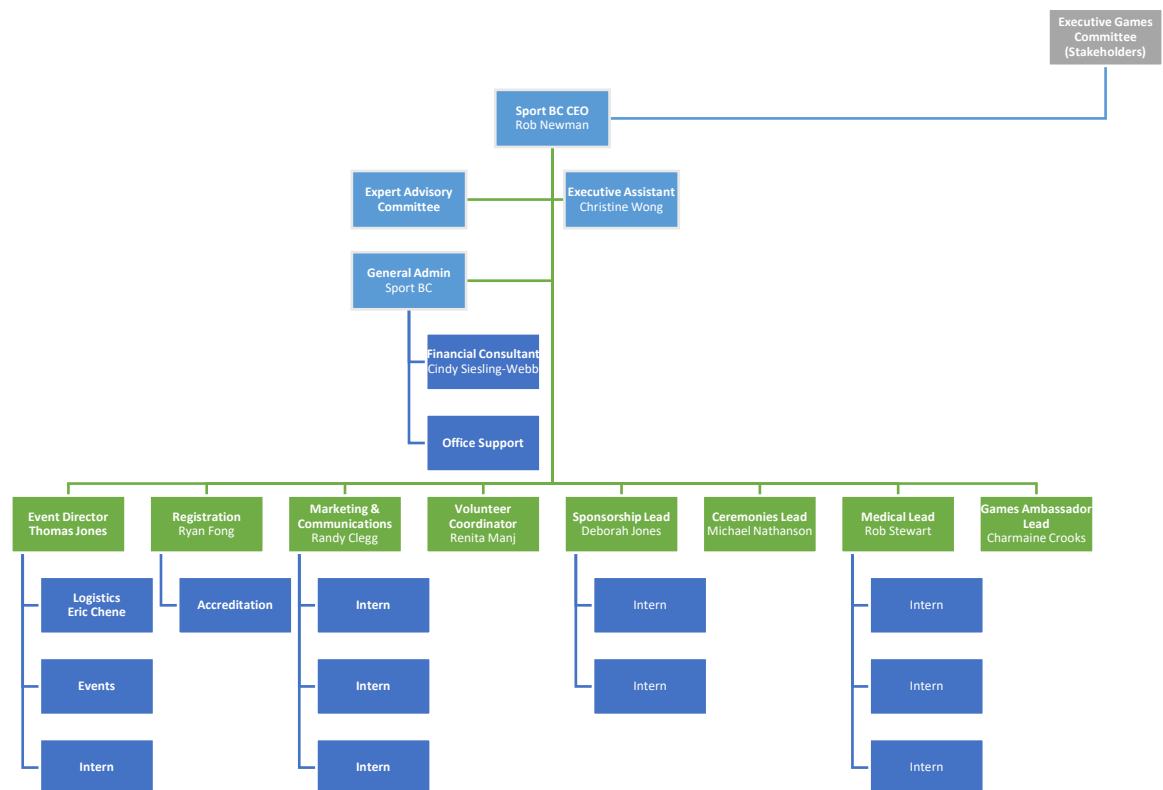 Executive Games
Committee
(Stakeholders)
Sport BC CEO
Rob Newman
Expert Advisory
Committee
Executive Assistant
Christine Wong
General Admin
Sport BC
Financial Consultant
Cindy Siesling-Webb
Office Support
Event Director
Thomas Jones
Registration
Ryan Fong
Marketing &
Communications
Randy Clegg
Volunteer
Coordinator
Renita Manj
Sponsorship Lead
Deborah Jones
Ceremonies Lead
Michael Nathanson
Medical Lead
Rob Stewart
Games Ambassador
Lead
Charmaine Crooks
Logistics
Eric Chene
Accreditation
Intern
Intern
Intern
Events
Intern
Intern
Intern
Intern
Intern
Intern